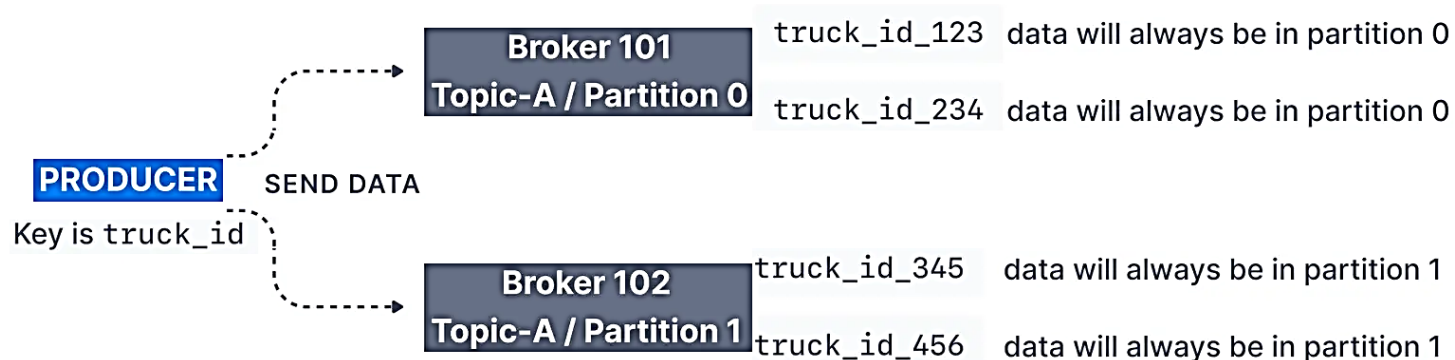 Broker 101
Topic-A / Partition 0
truck_id_123 data will always be in partition 0
truck_id_234 data will always be in partition 0
PRODUCER
SEND DATA
Key is truck_id
Broker 102
Topic-A / Partition 1
truck_id_345 data will always be in partition 1
truck_id_456 data will always be in partition 1